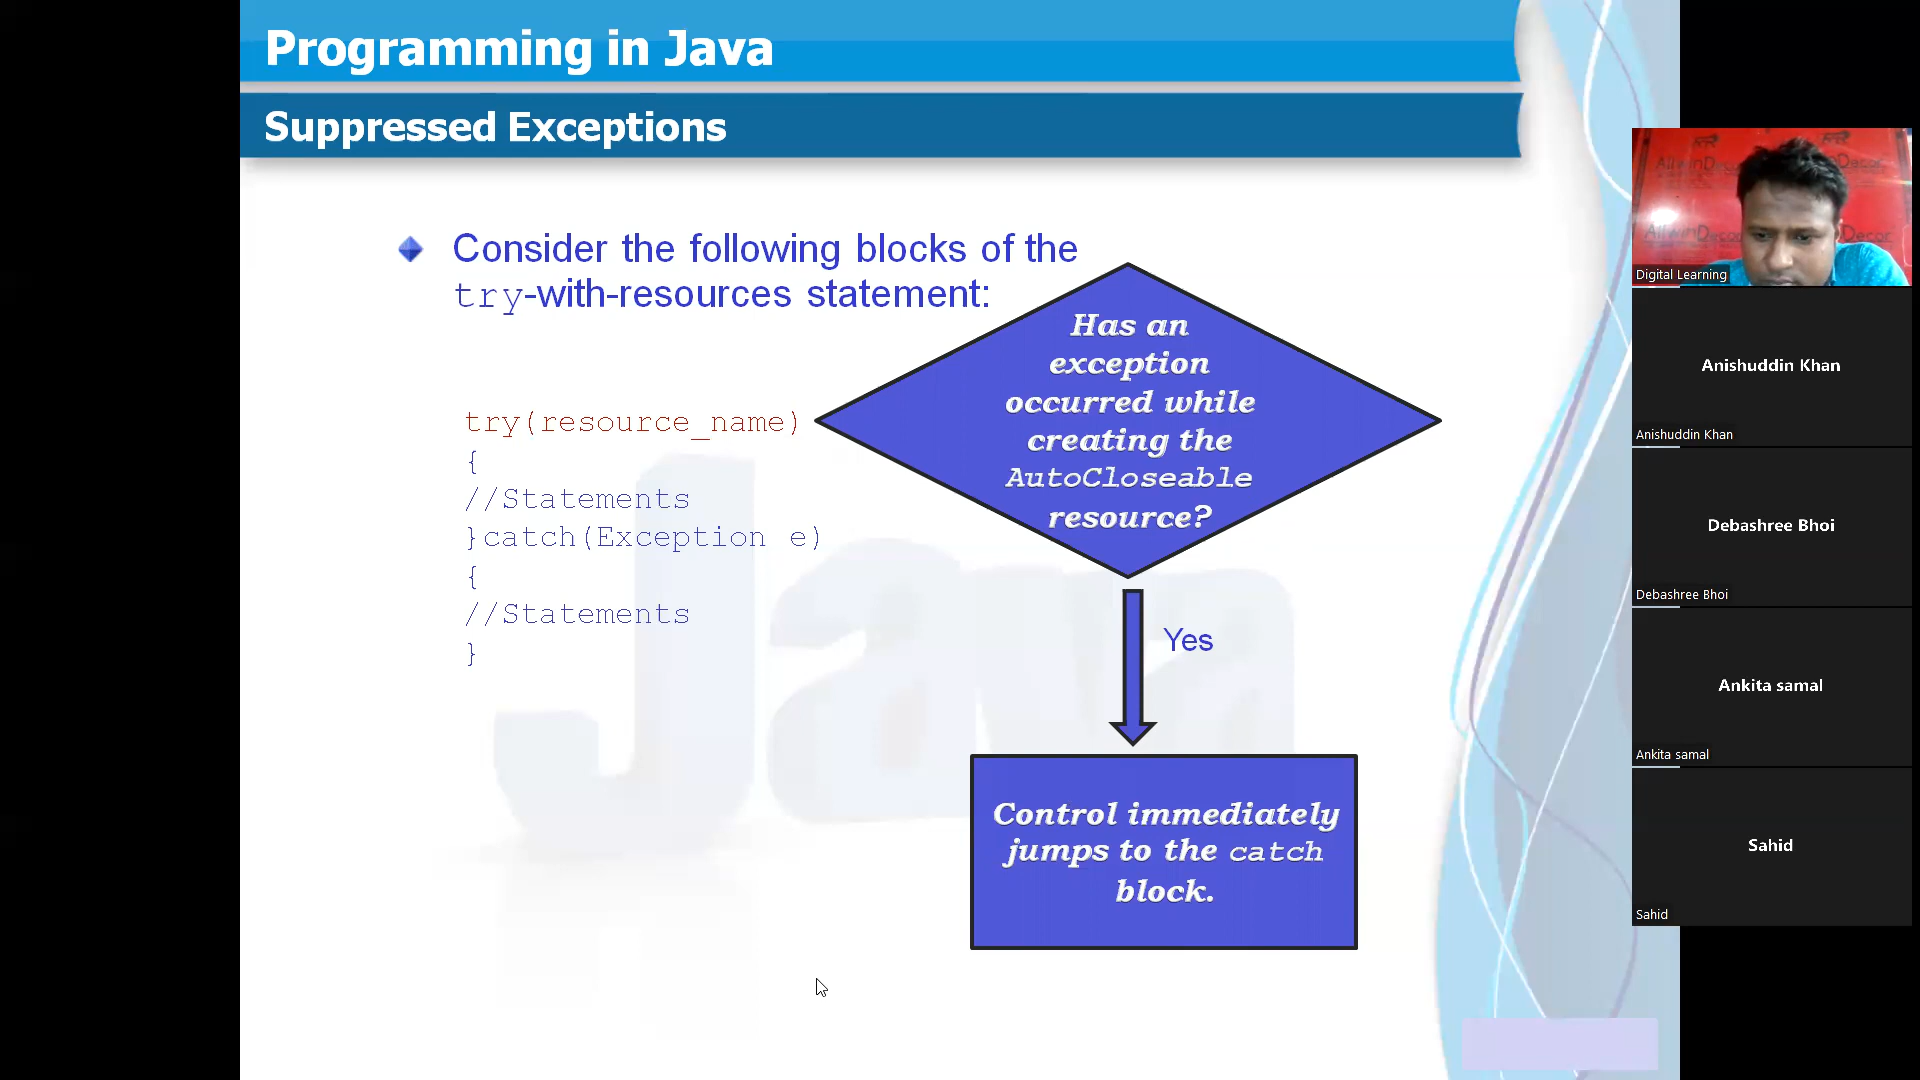 Programming in Java
Suppressed Exceptions
Consider the following blocks of the
try-with-resources statement:
try(resource_name)
{
//Statements
}catch(Exception e)
{
//Statements
}
Has an
exception
occurred while
creating the
AutoCloseable
resource?
Yes
Control immediately
jumps to the catch
block.
Digital Learning
Anishuddin Khan
Anishuddin Khan
Debashree Bhoi
Debashree Bhoi
Ankita samal
Ankita samal
Sahid
Sahid